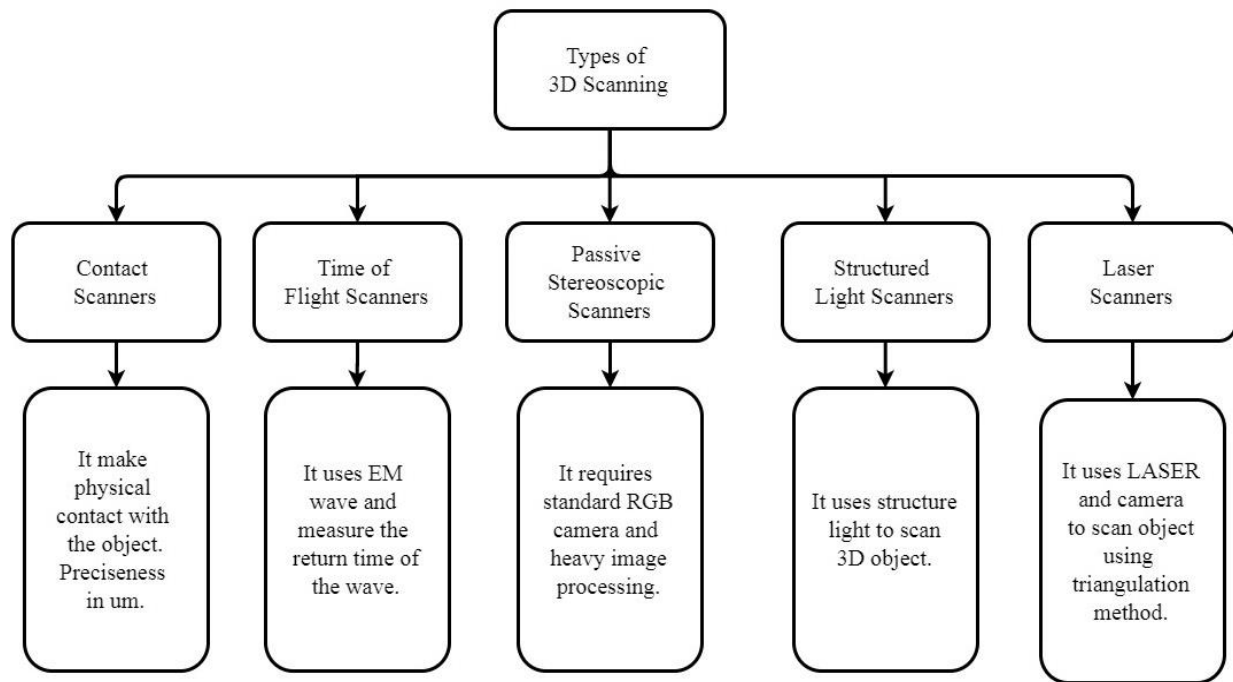 Types of
3D Scanning
Contact
Scanners
Time of
Flight Scanners
Passive
Stereoscopic
Scanners
Structured
Light Scanners
Laser
Scanners
It make
physical
contact with
the object.
Preciseness
in um.
It uses EM
wave and
measure the
return time of
the wave.
It requires
standard RGB
camera and
heavy image
processing.
It uses structure
light to scan
3D object.
It uses LASER
and camera
to scan object
using
triangulation
method.